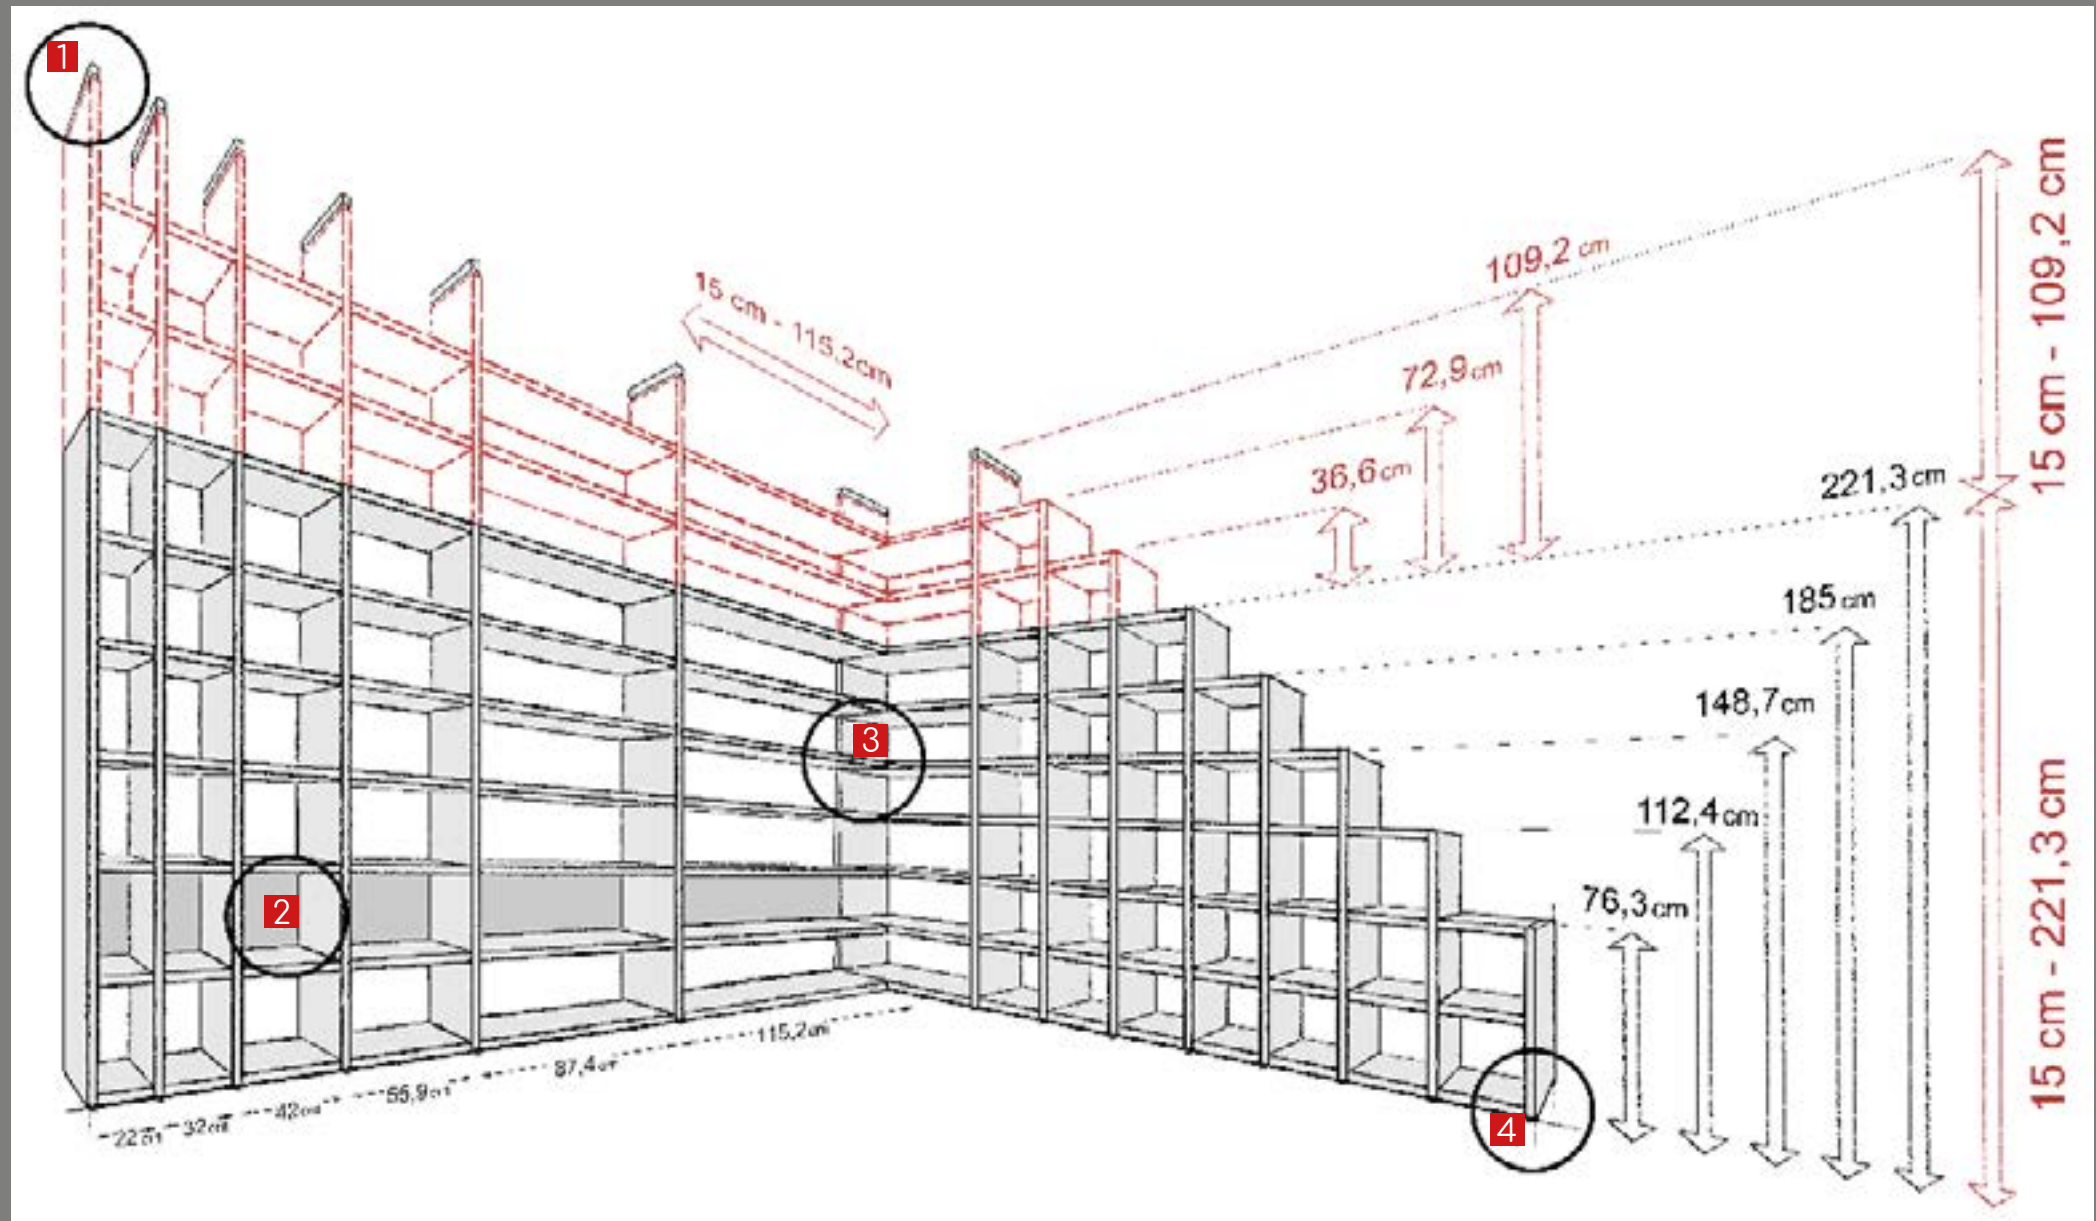 1
15 cm - 115,2cm
109,2 cm
72,9cm
36,6cm
15 cm - 109,2 cm
221,3cm
185cm
148,7cm
112,4cm
76,3cm
15 cm - 221,3 cm
3
2
4
22cm
32cm
42cm
55,9cm
87,4cm
115,2cm